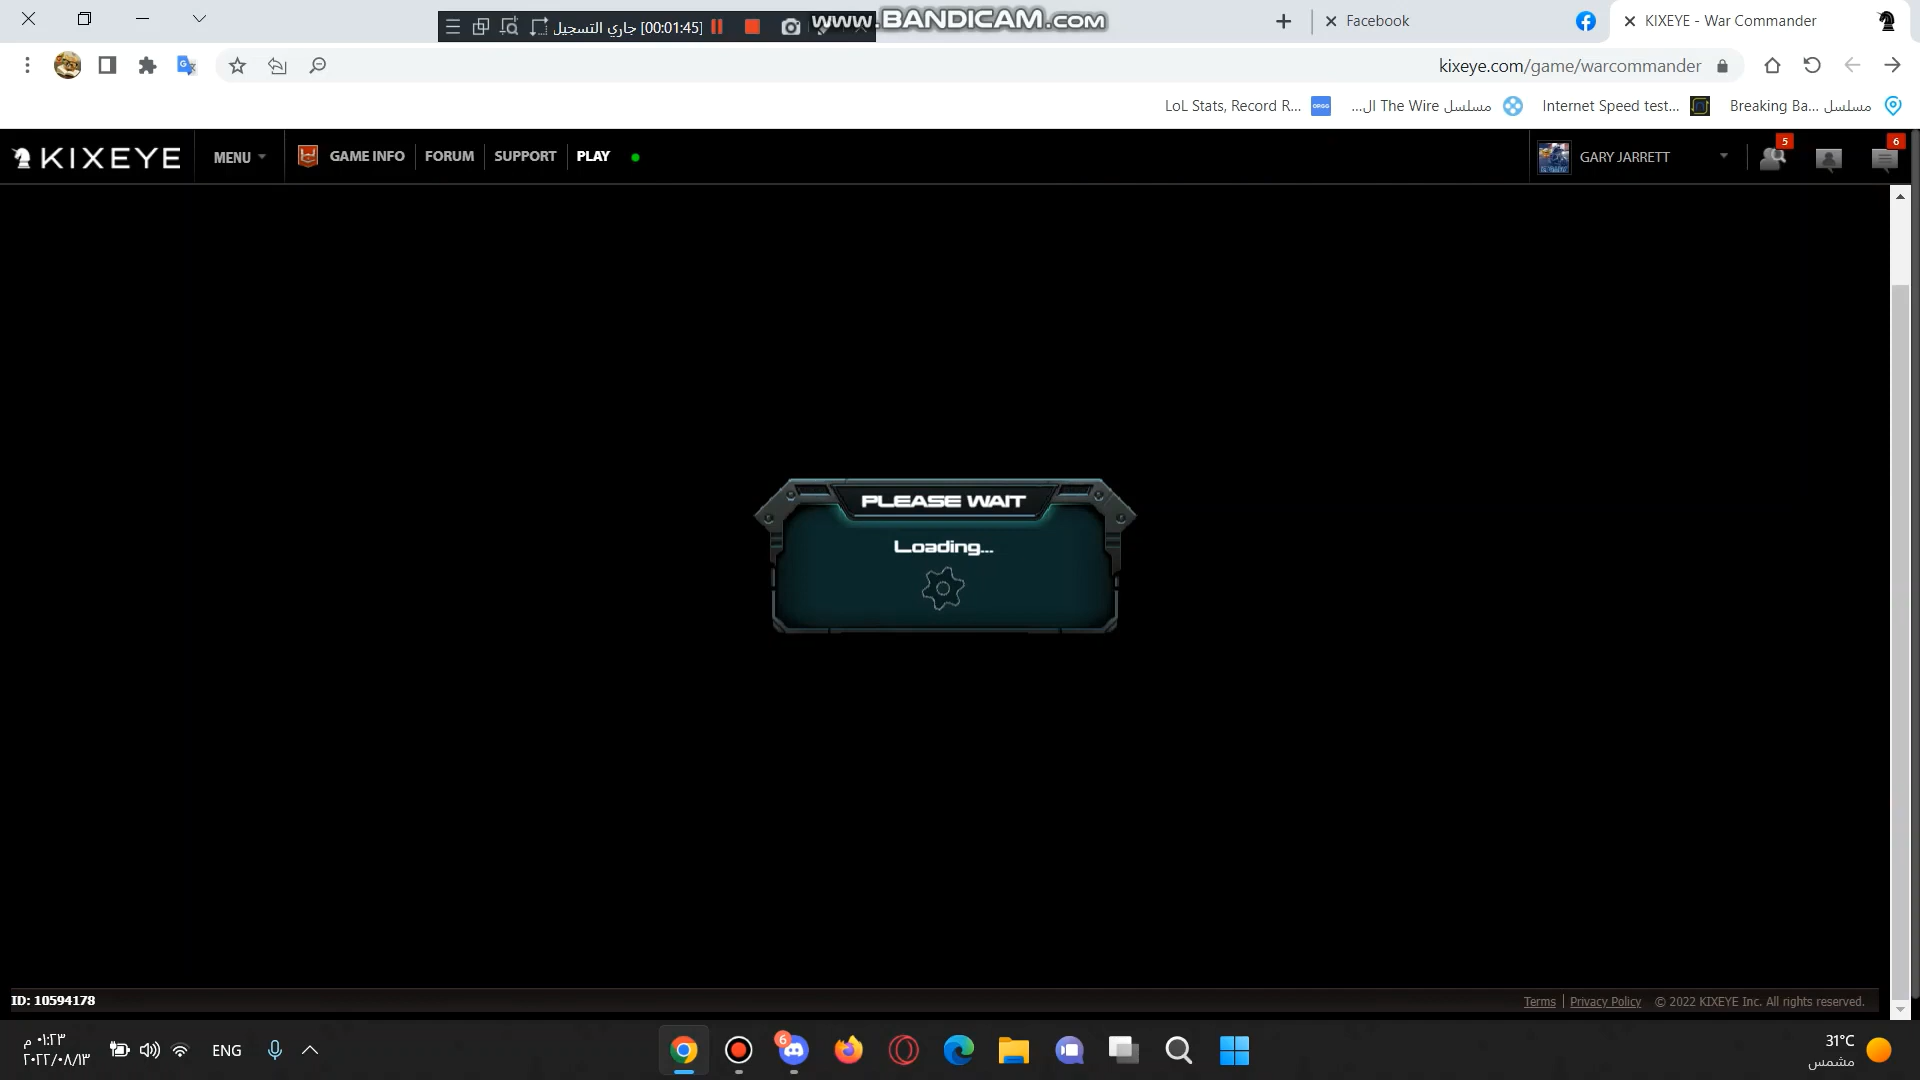 جاري التسجيل [00:01:45]
www.BANDICAM.com
Facebook
KIXEYE - War Commander
kixeye.com/game/warcommander
LoL Stats, Record R...
مسلسل The Wire ال...
Internet Speed test...
مسلسل Breaking Ba...
KIXEYE
MENU
GAME INFO
FORUM
SUPPORT
PLAY
GARY JARRETT
5
6
PLEASE WAIT
Loading...
ID: 10594178
Terms
Privacy Policy
© 2022 KIXEYE Inc. All rights reserved.
٠١:٢٣ م
٢٠٢٢/٠٨/١٣
ENG
6
31°C
مشمس